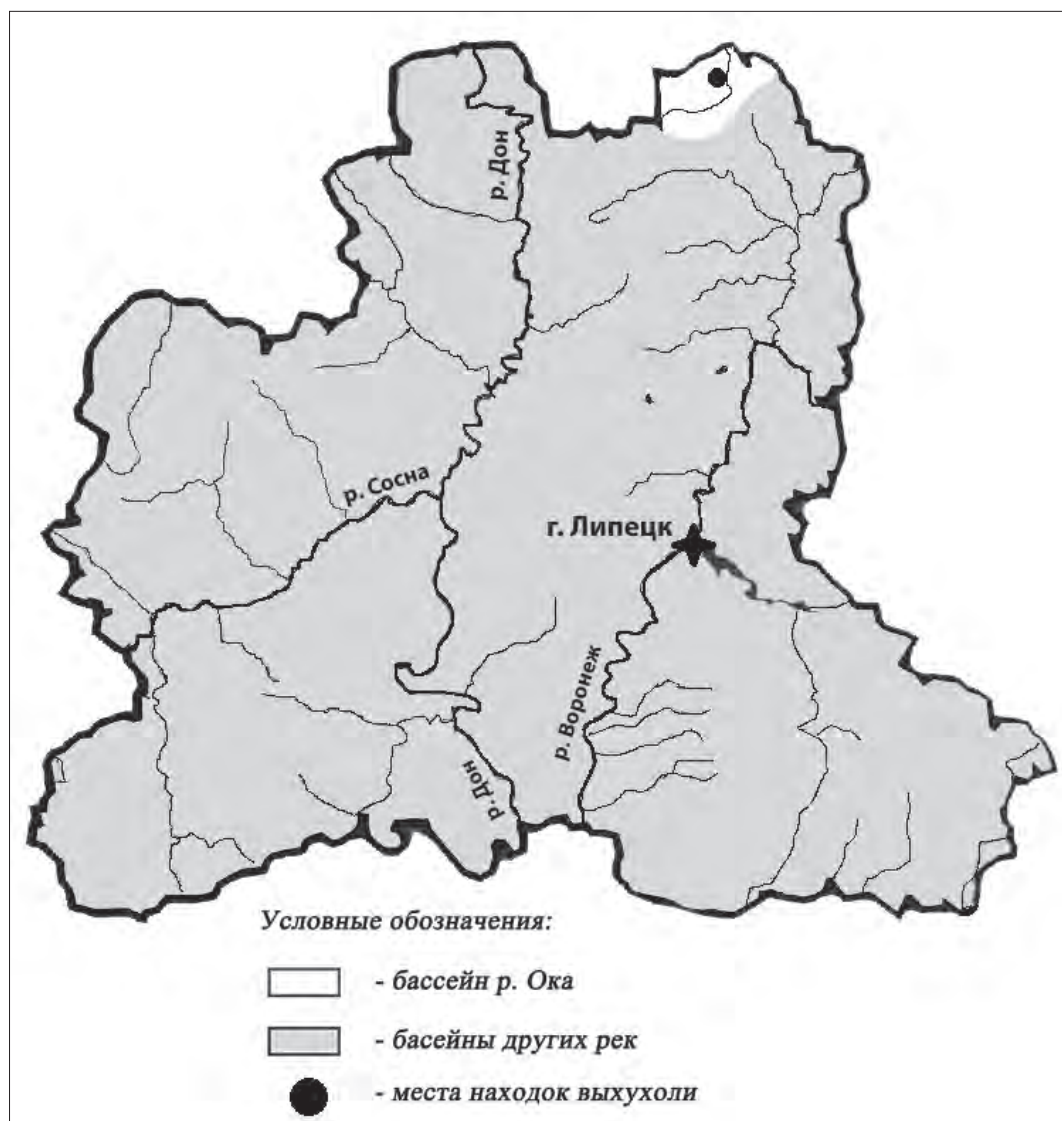 р. Дон
р. Сосна
г. Липецк
р. Воронеж
р. Дон
Условные обозначения:
- бассейн р. Ока
- басейны других рек
- места находок выхухоли